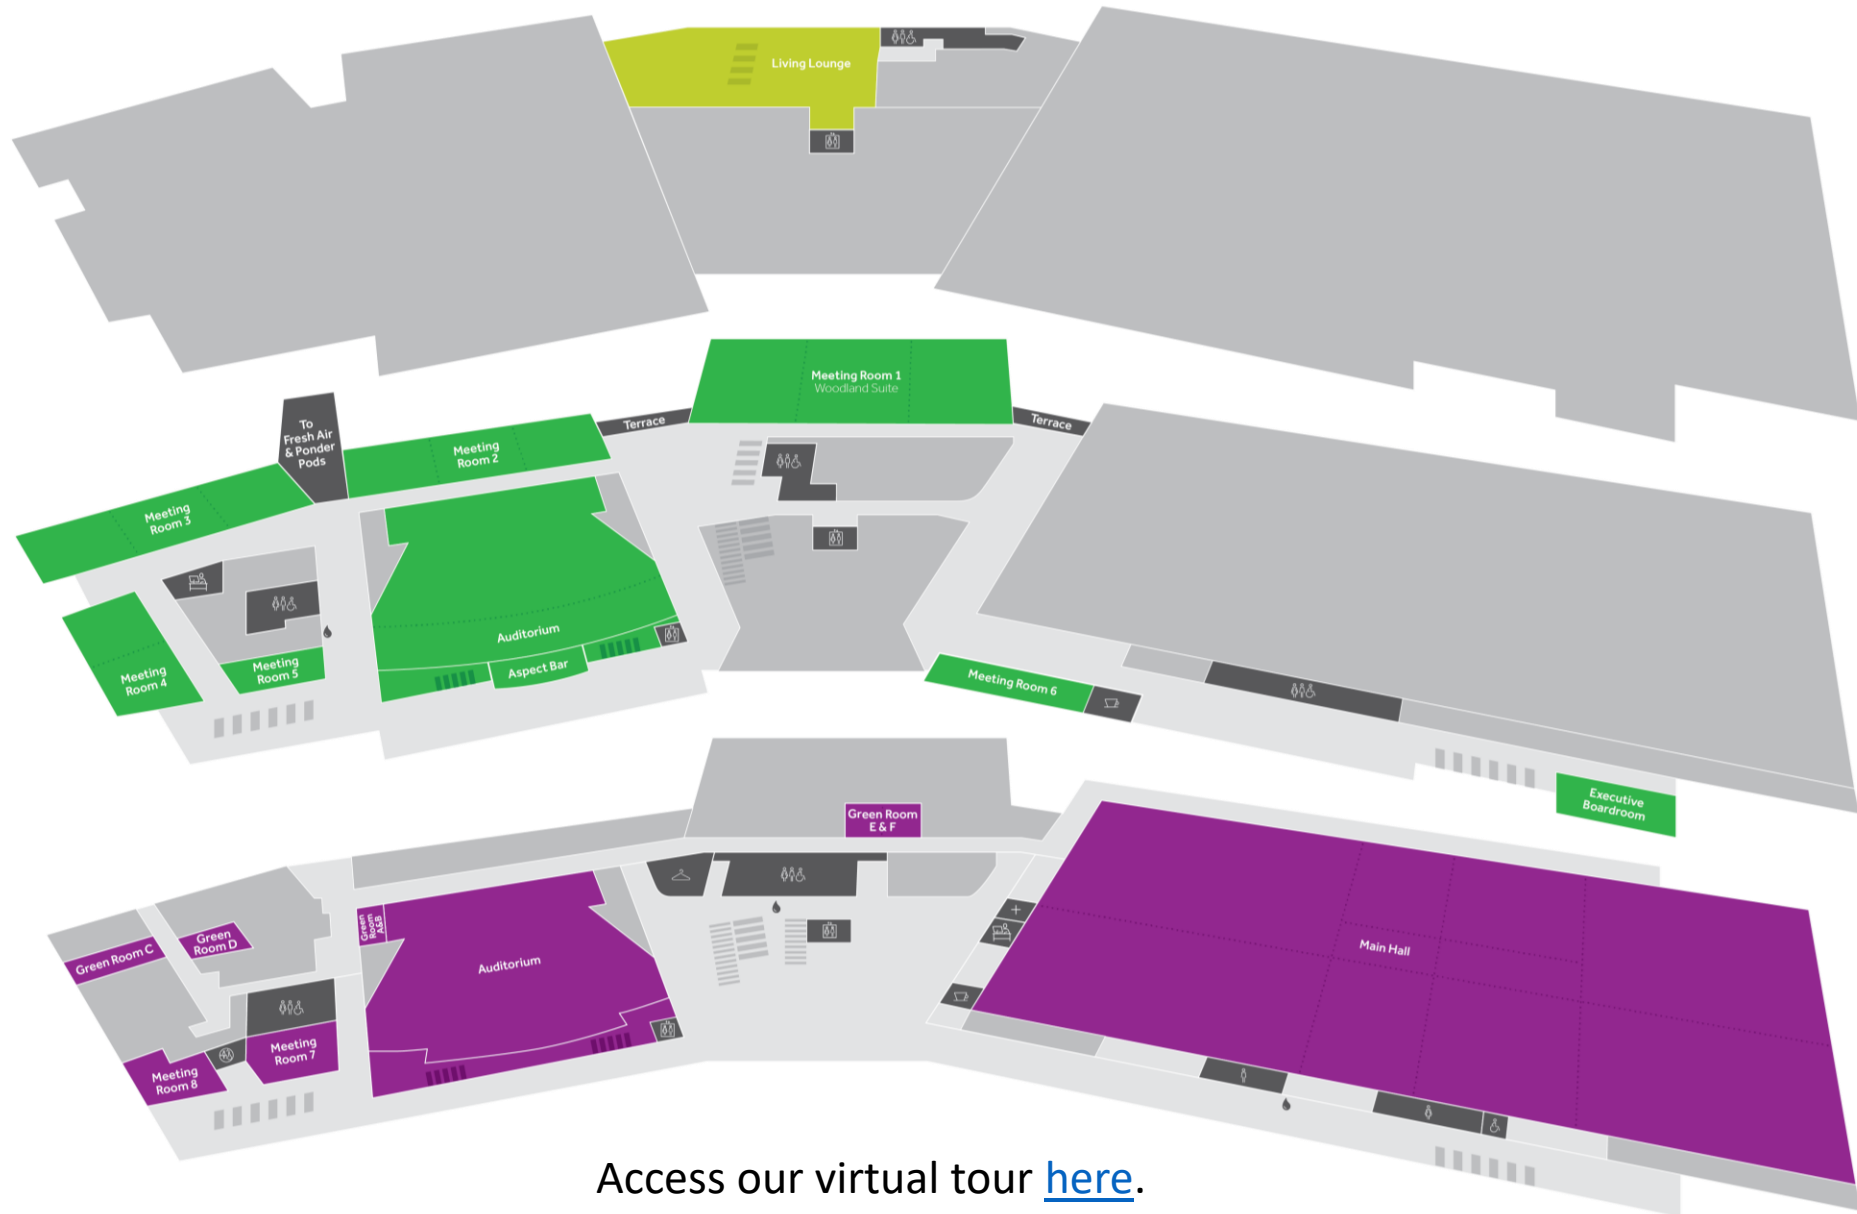 Living Lounge
Meeting Room 1
Woodland Suite
To
Fresh Air
& Ponder
Pods
Terrace
Terrace
Meeting
Room 2
Meeting
Room 3
Auditorium
Aspect Bar
Meeting
Room 4
Meeting
Room 5
Meeting Room 6
Executive
Boardroom
Green Room
E & F
Green
Room
A&B
Green
Room D
Green Room C
Auditorium
Main Hall
Meeting
Room 7
Meeting
Room 8
Access our virtual tour here.